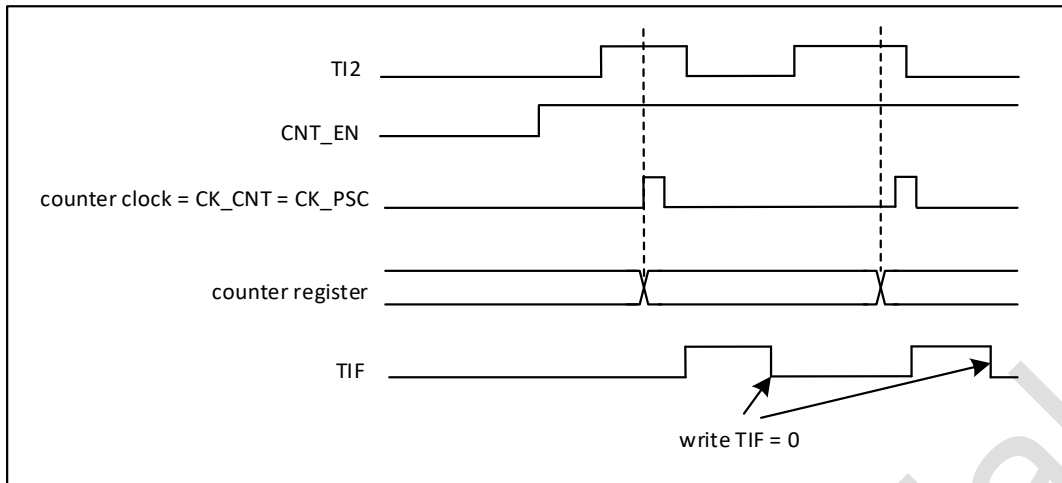 TI2
CNT_EN
counter clock = CK_CNT = CK_PSC
counter register
TIF
write TIF = 0